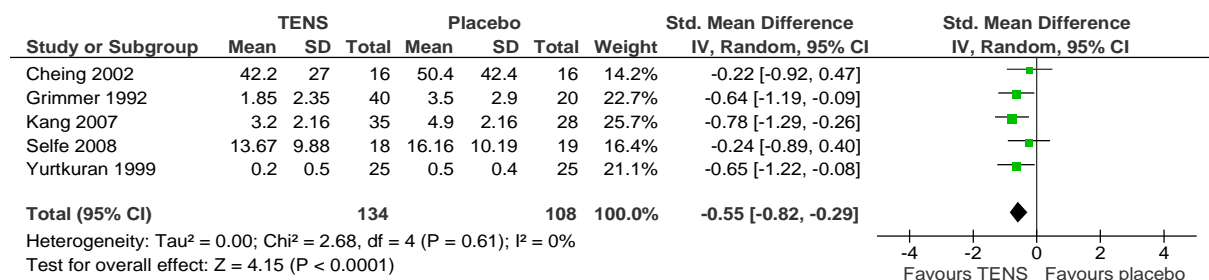 TENS Placebo Std. Mean Difference Std. Mean Difference
Study or Subgroup Mean SD Total Mean SD Total Weight IV, Random, 95% CI IV, Random, 95% CI
Cheing 2002 42.2 27 16 50.4 42.4 16 14.2% -0.22 [-0.92, 0.47]
Grimmer 1992 1.85 2.35 40 3.5 2.9 20 22.7% -0.64 [-1.19, -0.09]
Kang 2007 3.2 2.16 35 4.9 2.16 28 25.7% -0.78 [-1.29, -0.26]
Selfe 2008 13.67 9.88 18 16.16 10.19 19 16.4% -0.24 [-0.89, 0.40]
Yurtkuran 1999 0.2 0.5 25 0.5 0.4 25 21.1% -0.65 [-1.22, -0.08]
Total (95% CI) 134 108 100.0% -0.55 [-0.82, -0.29]
Heterogeneity: Tau² = 0.00; Chi² = 2.68, df = 4 (P = 0.61); I² = 0%
Test for overall effect: Z = 4.15 (P < 0.0001)
-4 -2 0 2 4
Favours TENS Favours placebo